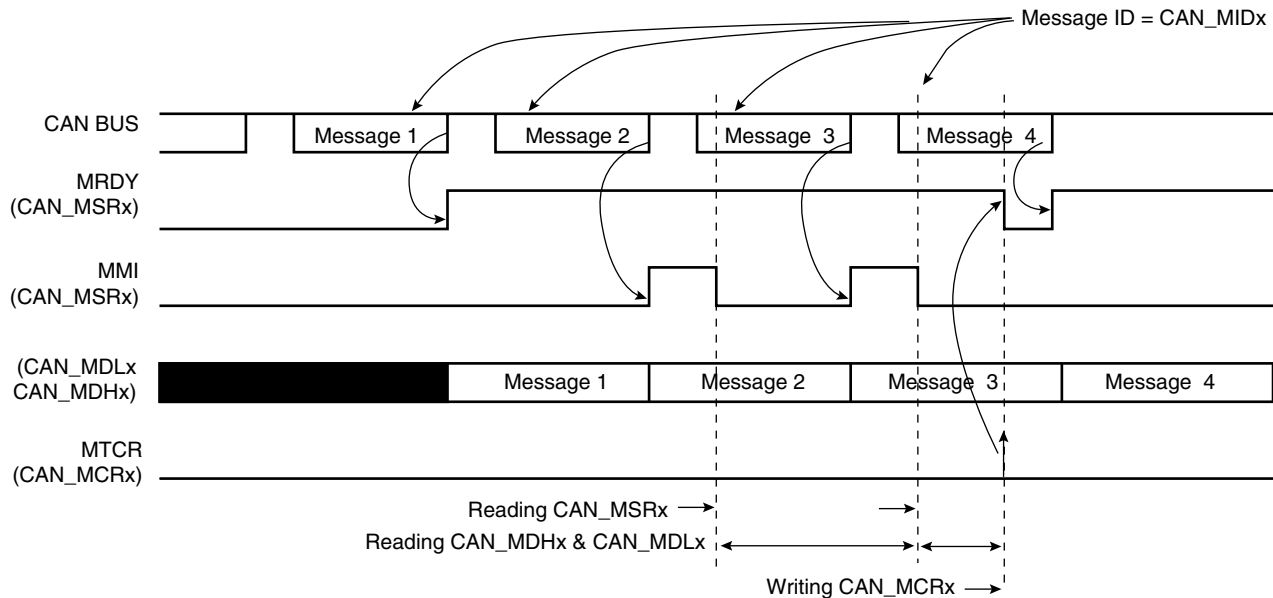 Message ID = CAN_MIDx
CAN BUS
Message 1
Message 2
Message 3
Message 4
MRDY
(CAN_MSRx)
MMI
(CAN_MSRx)
(CAN_MDLx
CAN_MDHx)
Message 1
Message 2
Message 3
Message 4
MTCR
(CAN_MCRx)
Reading CAN_MSRx
Reading CAN_MDHx & CAN_MDLx
Writing CAN_MCRx